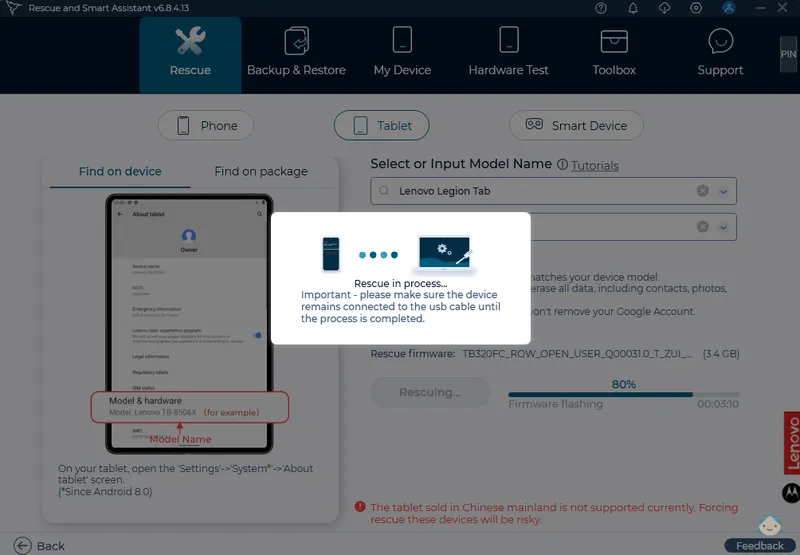 Rescue and Smart Assistant v6.8.4.13
Rescue
Backup & Restore
My Device
Hardware Test
Toolbox
Support
PIN
Phone
Tablet
Smart Device
Find on device
Find on package
About tablet
Owner
Device name
Emergency information
Lenovo User experience program
Legal information
Regulatory labels
SIM status
Model & hardware
Model: Lenovo TB-8506X (for example)
IMEI
Model Name
On your tablet, open the 'Settings'->'System*'->'About
tablet' screen.
(*Since Android 8.0)
Select or Input Model Name
Tutorials
Lenovo Legion Tab
Rescue in process...
Important - please make sure the device
remains connected to the usb cable until
the process is completed.
atches your device model.
erase all data, including contacts, photos,
on't remove your Google Account.
Rescue firmware: TB320FC_ROW_OPEN_USER_Q00031.0_T_ZUI_... (3.4 GB)
Rescuing...
80%
Firmware flashing
00:03:10
Lenovo
The tablet sold in Chinese mainland is not supported currently. Forcing
rescue these devices will be risky.
Back
Feedback